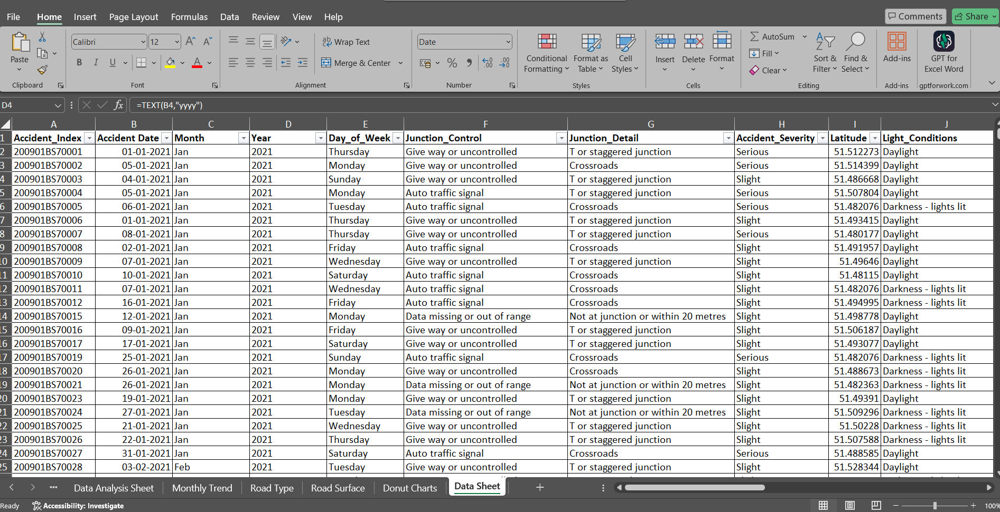 File Home Insert Page Layout Formulas Data Review View Help Comments Share
Calibri 12 Wrap Text Date AutoSum
Paste Conditional Format as Cell Insert Delete Format Fill Sort & Find & Add-ins GPT for
B I U Merge & Center % Formatting Table Styles Clear Filter Select Excel Word
Clipboard Font Alignment Number Styles Cells Editing Add-ins gptforwork.com
D4 fx =TEXT(B4,"yyyy")
A B C D E F G H I J
1 Accident_Index Accident Date Month Year Day_of_Week Junction_Control Junction_Detail Accident_Severity Latitude Light_Conditions
2 200901BS70001 01-01-2021 Jan 2021 Thursday Give way or uncontrolled T or staggered junction Serious 51.512273 Daylight
3 200901BS70002 05-01-2021 Jan 2021 Monday Give way or uncontrolled Crossroads Serious 51.514399 Daylight
4 200901BS70003 04-01-2021 Jan 2021 Sunday Give way or uncontrolled T or staggered junction Slight 51.486668 Daylight
5 200901BS70004 05-01-2021 Jan 2021 Monday Auto traffic signal T or staggered junction Serious 51.507804 Daylight
6 200901BS70005 06-01-2021 Jan 2021 Tuesday Auto traffic signal Crossroads Serious 51.482076 Darkness - lights lit
7 200901BS70006 01-01-2021 Jan 2021 Thursday Give way or uncontrolled T or staggered junction Slight 51.493415 Daylight
8 200901BS70007 08-01-2021 Jan 2021 Thursday Give way or uncontrolled T or staggered junction Serious 51.480177 Daylight
9 200901BS70008 02-01-2021 Jan 2021 Friday Auto traffic signal Crossroads Slight 51.491957 Daylight
10 200901BS70009 07-01-2021 Jan 2021 Wednesday Give way or uncontrolled T or staggered junction Slight 51.49646 Daylight
11 200901BS70010 10-01-2021 Jan 2021 Saturday Auto traffic signal Crossroads Slight 51.48115 Daylight
12 200901BS70011 07-01-2021 Jan 2021 Wednesday Auto traffic signal Crossroads Slight 51.482076 Darkness - lights lit
13 200901BS70012 16-01-2021 Jan 2021 Friday Auto traffic signal Crossroads Slight 51.494995 Darkness - lights lit
14 200901BS70015 12-01-2021 Jan 2021 Monday Data missing or out of range Not at junction or within 20 metres Slight 51.498778 Daylight
15 200901BS70016 09-01-2021 Jan 2021 Friday Give way or uncontrolled T or staggered junction Slight 51.506187 Daylight
16 200901BS70017 17-01-2021 Jan 2021 Saturday Give way or uncontrolled T or staggered junction Slight 51.493077 Daylight
17 200901BS70019 25-01-2021 Jan 2021 Sunday Auto traffic signal Crossroads Serious 51.482076 Darkness - lights lit
18 200901BS70020 26-01-2021 Jan 2021 Monday Give way or uncontrolled Crossroads Slight 51.488673 Darkness - lights lit
19 200901BS70021 26-01-2021 Jan 2021 Monday Data missing or out of range Not at junction or within 20 metres Slight 51.482363 Darkness - lights lit
20 200901BS70023 19-01-2021 Jan 2021 Monday Give way or uncontrolled T or staggered junction Slight 51.49391 Daylight
21 200901BS70024 27-01-2021 Jan 2021 Tuesday Data missing or out of range Not at junction or within 20 metres Slight 51.509296 Darkness - lights lit
22 200901BS70025 21-01-2021 Jan 2021 Wednesday Give way or uncontrolled T or staggered junction Slight 51.50228 Darkness - lights lit
23 200901BS70026 22-01-2021 Jan 2021 Thursday Give way or uncontrolled T or staggered junction Slight 51.507588 Darkness - lights lit
24 200901BS70027 31-01-2021 Jan 2021 Saturday Auto traffic signal Crossroads Serious 51.488585 Daylight
25 200901BS70028 03-02-2021 Feb 2021 Tuesday Give way or uncontrolled T or staggered junction Slight 51.528344 Daylight
Data Analysis Sheet Monthly Trend Road Type Road Surface Donut Charts Data Sheet
Ready Accessibility: Investigate 100%